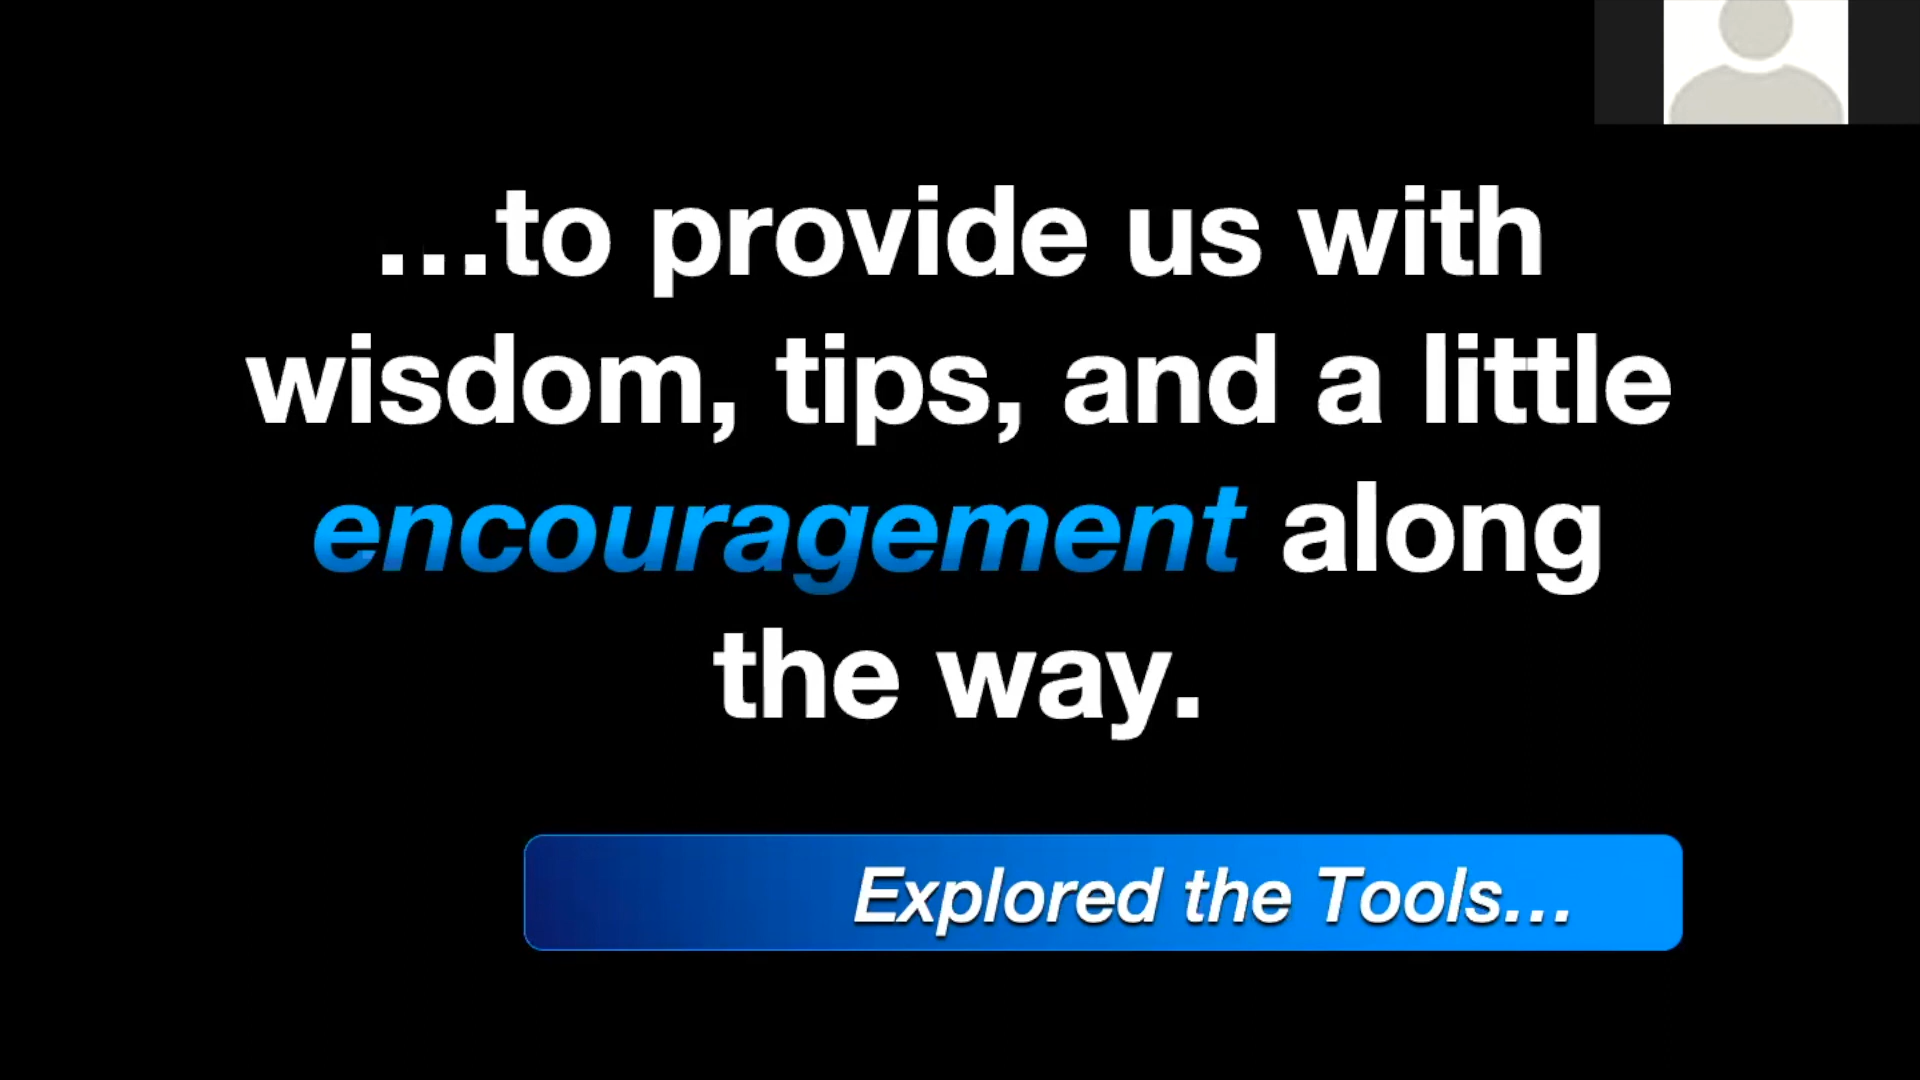 …to provide us with
wisdom, tips, and a little
encouragement along
the way.
Explored the Tools…